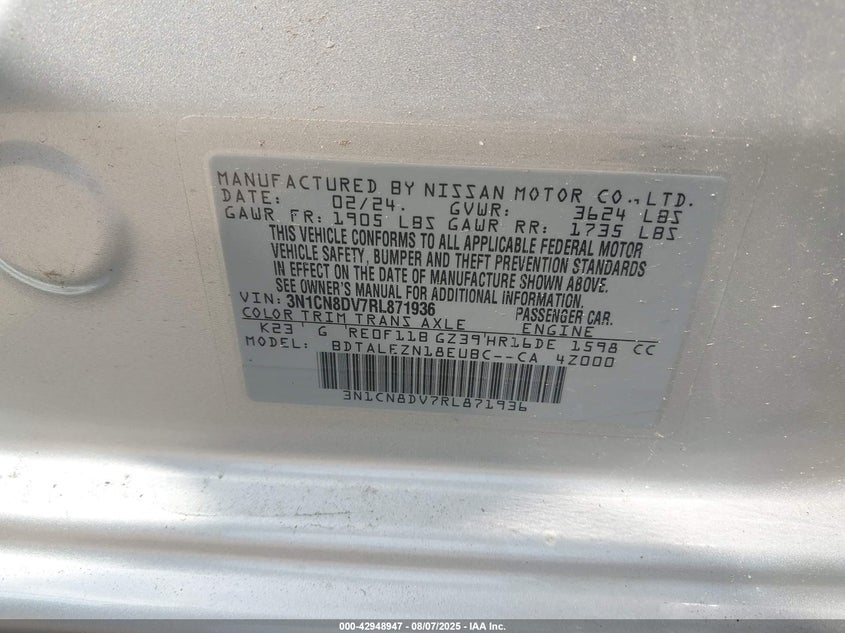 MANUFACTURED BY NISSAN MOTOR CO., LTD.
DATE: 02/24. GVWR: 3624 LBS
GAWR FR: 1905 LBS GAWR RR: 1735 LBS
THIS VEHICLE CONFORMS TO ALL APPLICABLE FEDERAL MOTOR
VEHICLE SAFETY, BUMPER AND THEFT PREVENTION STANDARDS
IN EFFECT ON THE DATE OF MANUFACTURE SHOWN ABOVE.
SEE OWNER'S MANUAL FOR ADDITIONAL INFORMATION.
VIN: 3N1CN8DV7RL871936 PASSENGER CAR.
COLOR TRIM TRANS AXLE ENGINE
K23 G RE0F11B GZ39 HR16DE 1598 CC
MODEL: BDTALEZN18EUBC--CA 4Z000
3N1CN8DV7RL871936
000-42948947 — 08/07/2025 — IAA Inc.